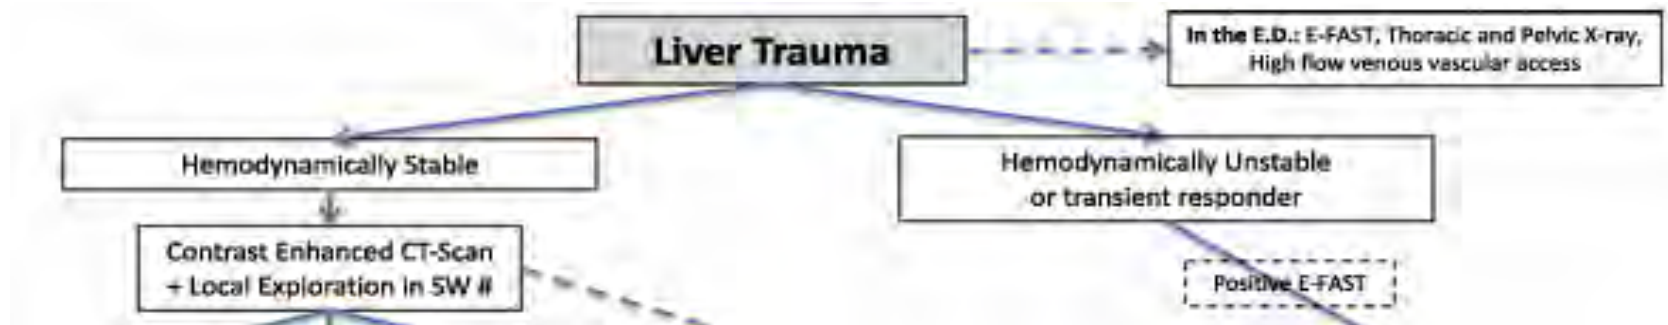 Liver Trauma
In the E.D.: E-FAST, Thoracic and Pelvic X-ray,
High flow venous vascular access
Hemodynamically Stable
Hemodynamically Unstable
or transient responder
Contrast Enhanced CT-Scan
+ Local Exploration in SW #
Positive E-FAST